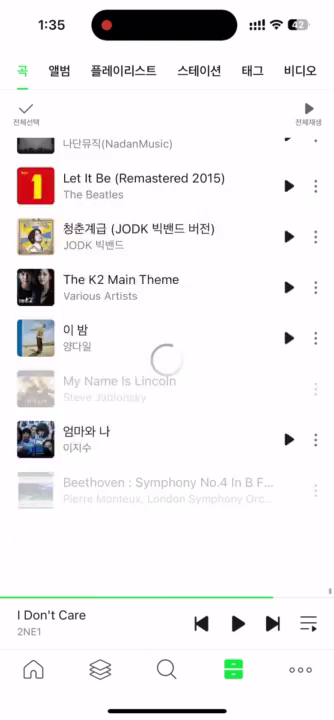 1:35
42
곡 앨범 플레이리스트 스테이션 태그 비디오
전체선택 전체재생
나단뮤직(NadanMusic)
Let It Be (Remastered 2015)
The Beatles
청춘계급 (JODK 빅밴드 버전)
JODK 빅밴드
The K2 Main Theme
Various Artists
이 밤
양다일
My Name Is Lincoln
Steve Jablonsky
엄마와 나
이지수
Beethoven : Symphony No.4 In B F...
Pierre Monteux, London Symphony Orc...
I Don't Care
2NE1